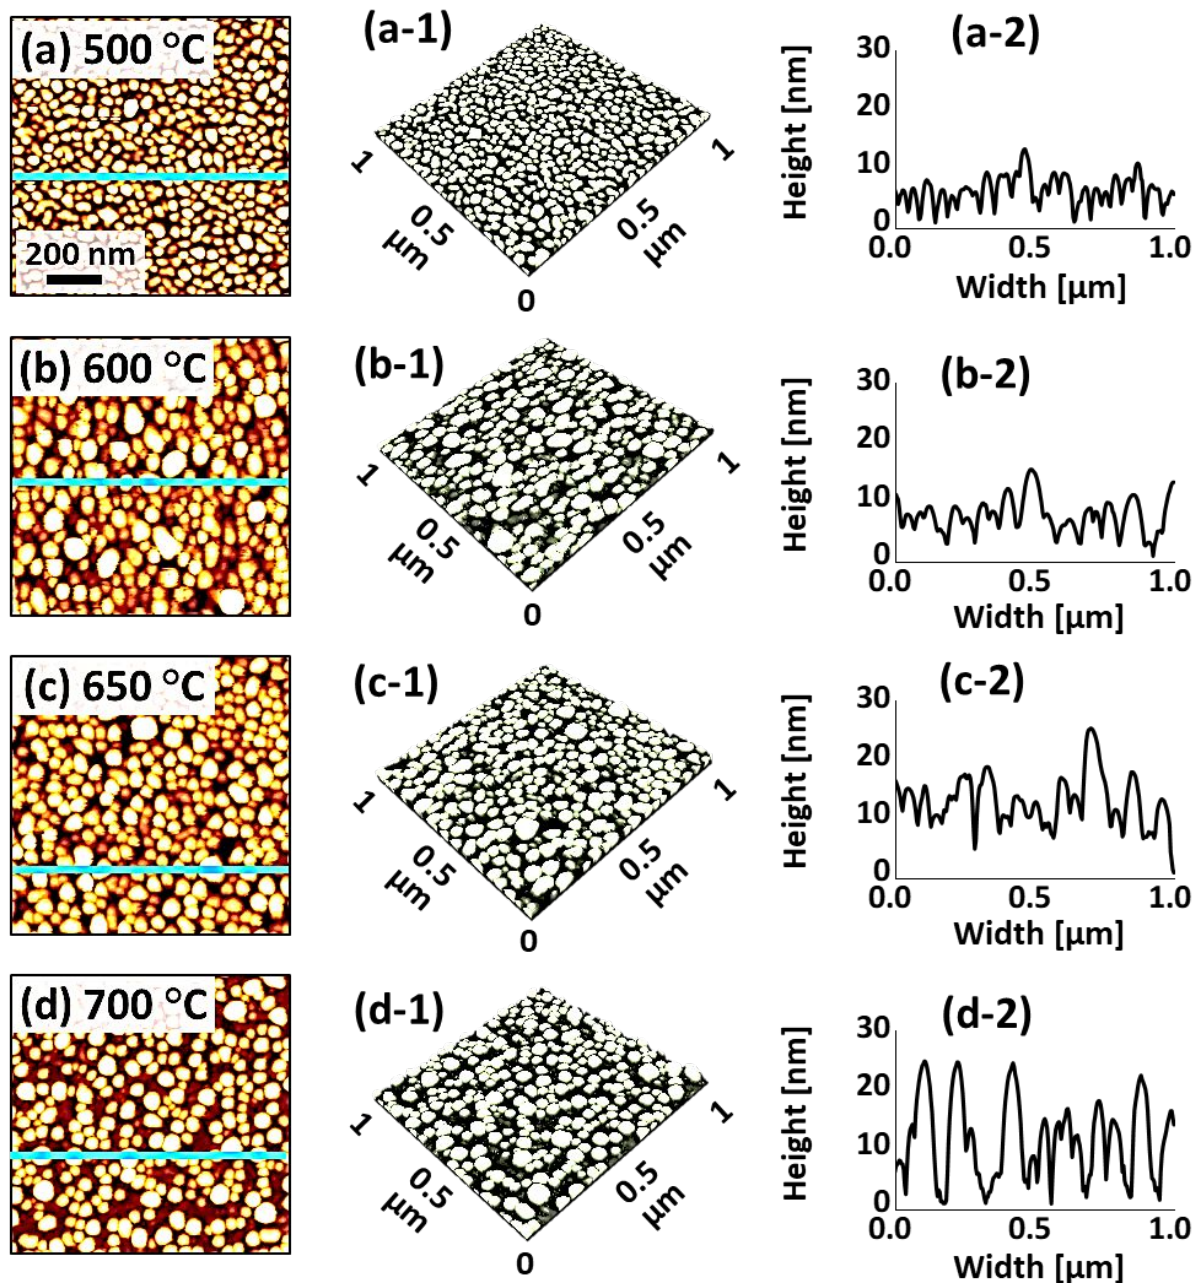 (a) 500 °C
200 nm
(a-1)
1
0.5
µm
0
0.5
µm
1
(a-2)
Height [nm]
30
20
10
0
0.0 0.5 1.0
Width [µm]
(b) 600 °C
(b-1)
1
0.5
µm
0
0.5
µm
1
(b-2)
Height [nm]
30
20
10
0
0.0 0.5 1.0
Width [µm]
(c) 650 °C
(c-1)
1
0.5
µm
0
0.5
µm
1
(c-2)
Height [nm]
30
20
10
0
0.0 0.5 1.0
Width [µm]
(d) 700 °C
(d-1)
1
0.5
µm
0
0.5
µm
1
(d-2)
Height [nm]
30
20
10
0
0.0 0.5 1.0
Width [µm]